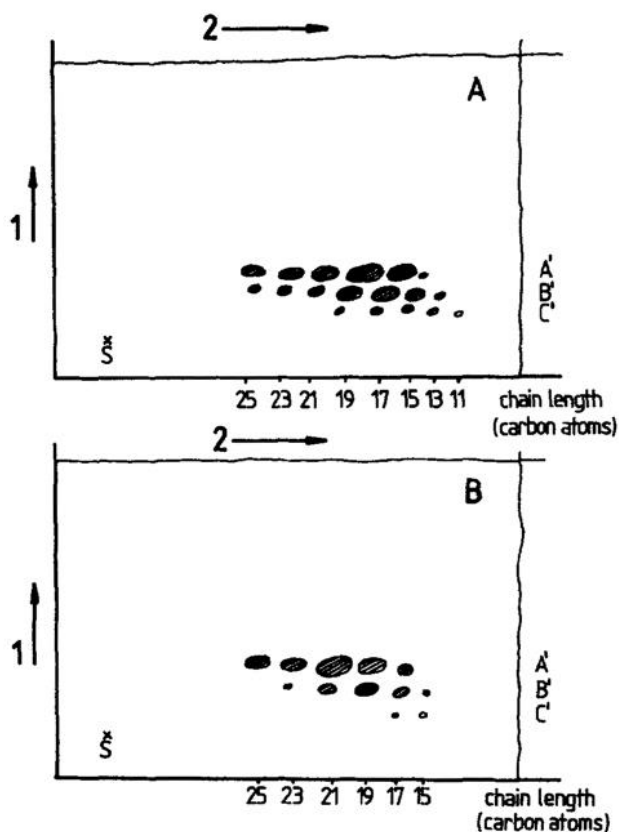 2
A
1
A'
B'
C'
x
S
25 23 21 19 17 15 13 11 chain length
(carbon atoms)
2
B
1
A'
B'
C'
x
S
25 23 21 19 17 15 chain length
(carbon atoms)